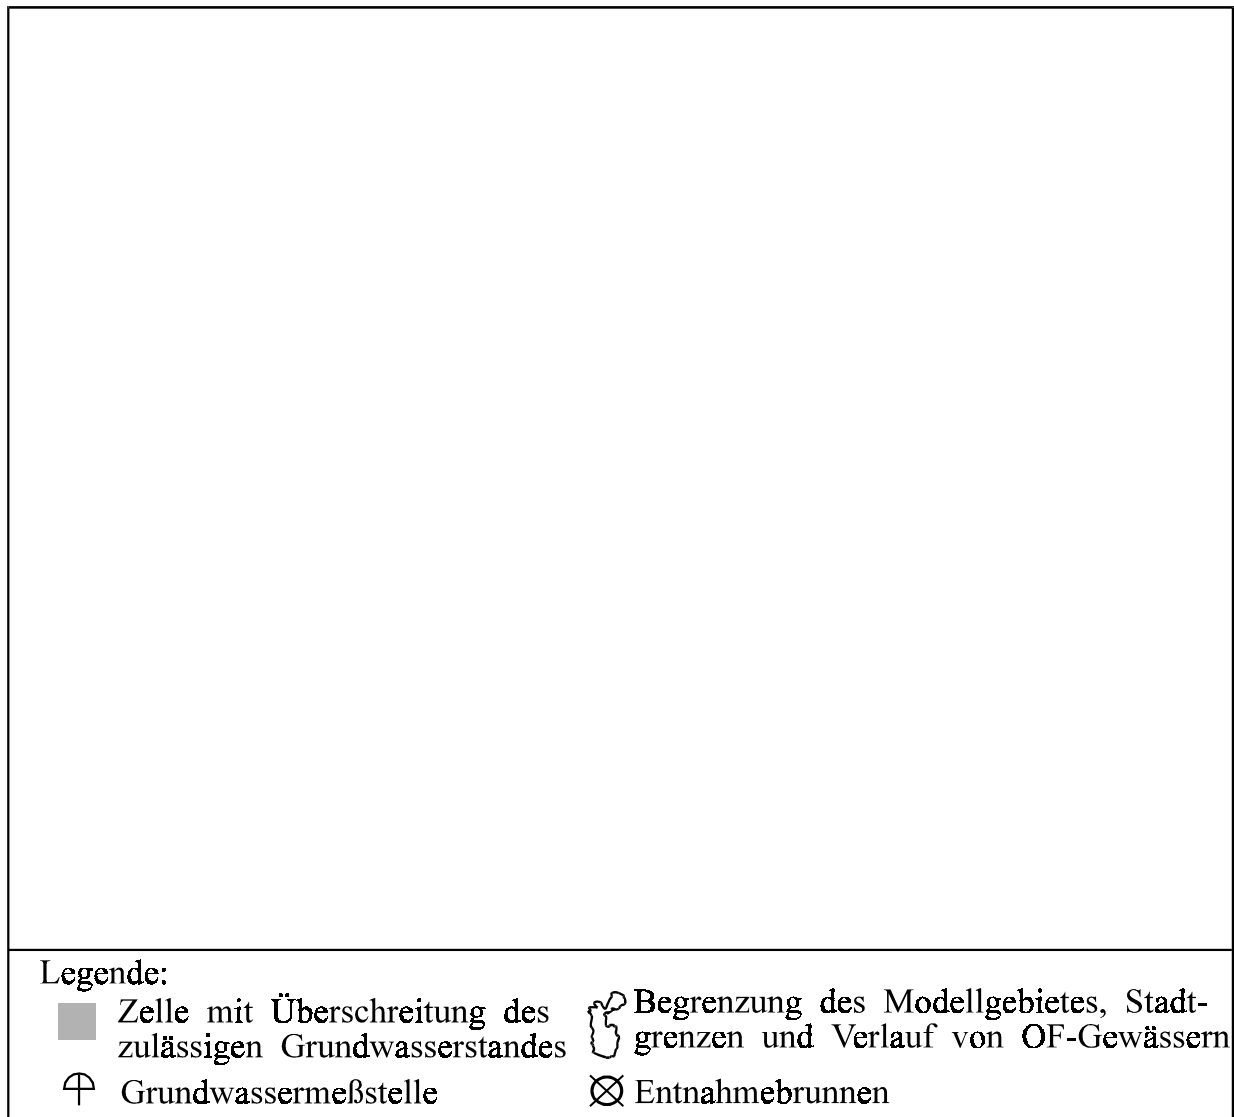 Legende:
Zelle mit Überschreitung des
zulässigen Grundwasserstandes
Grundwassermeßstelle
Begrenzung des Modellgebietes, Stadt-
grenzen und Verlauf von OF-Gewässern
Entnahmebrunnen